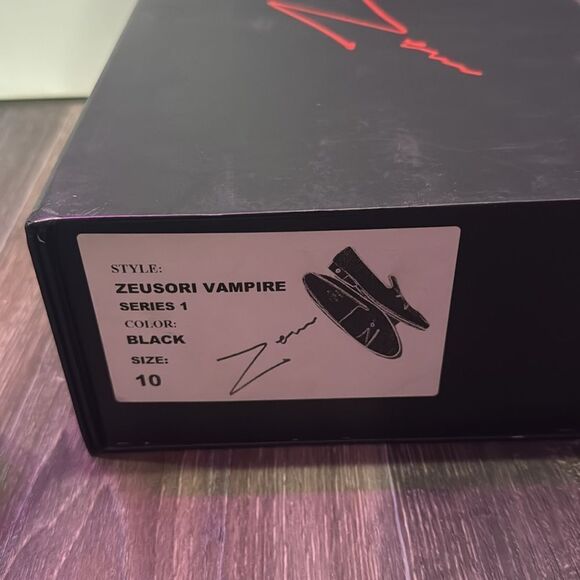 STYLE:
ZEUSORI VAMPIRE
SERIES 1
COLOR:
BLACK
SIZE:
10